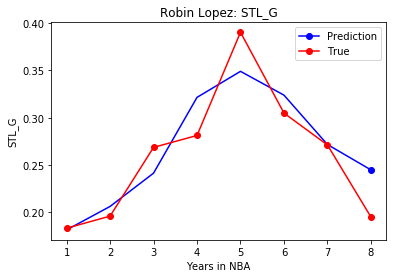 Robin Lopez: STL_G
Prediction
True
0.40
0.35
0.30
0.25
0.20
STL_G
1 2 3 4 5 6 7 8
Years in NBA